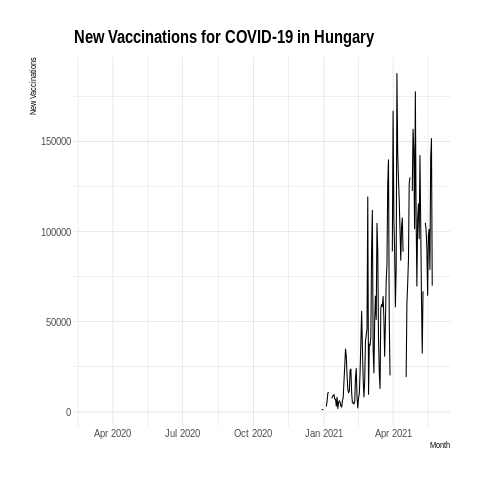 New Vaccinations for COVID-19 in Hungary
New Vaccinations
150000
100000
50000
0
Apr 2020 Jul 2020 Oct 2020 Jan 2021 Apr 2021
Month